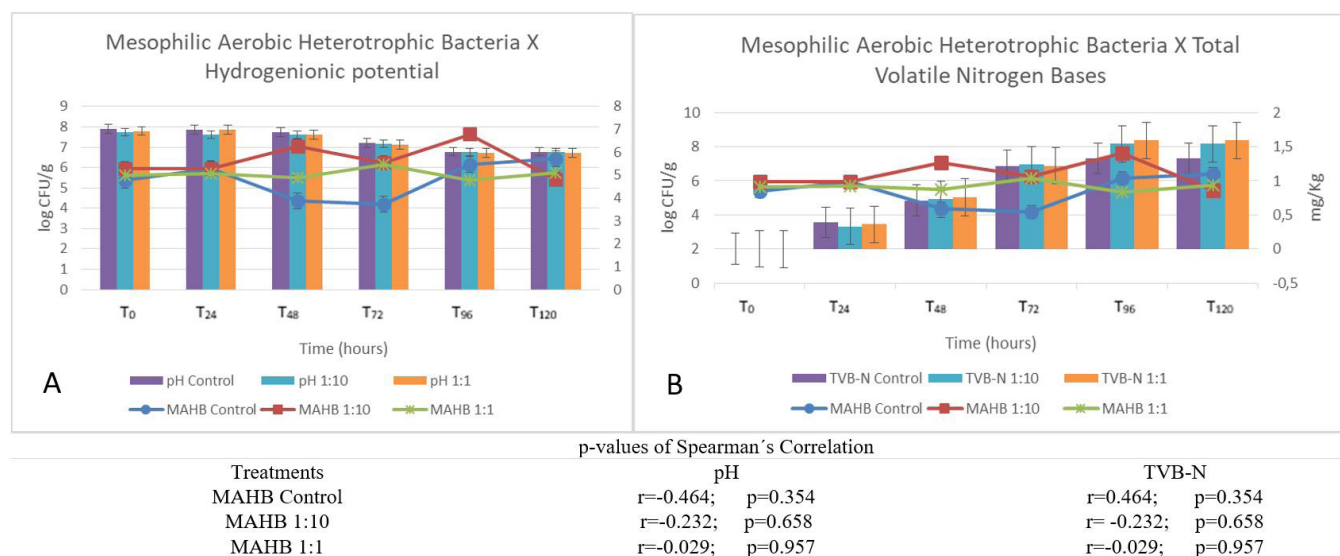 Mesophilic Aerobic Heterotrophic Bacteria X
Hydrogenionic potential
log CFU/g
9
8
7
6
5
4
3
2
1
0
8
7
6
5
4
3
2
1
0
T₀ T₂₄ T₄₈ T₇₂ T₉₆ T₁₂₀
Time (hours)
A
pH Control pH 1:10 pH 1:1
MAHB Control MAHB 1:10 MAHB 1:1
Mesophilic Aerobic Heterotrophic Bacteria X Total
Volatile Nitrogen Bases
log CFU/g
10
8
6
4
2
0
2
1,5
1
0,5
0
-0,5
mg/Kg
T₀ T₂₄ T₄₈ T₇₂ T₉₆ T₁₂₀
Time (hours)
B
TVB-N Control TVB-N 1:10 TVB-N 1:1
MAHB Control MAHB 1:10 MAHB 1:1
p-values of Spearman´s Correlation
Treatments pH TVB-N
MAHB Control r=-0.464; p=0.354 r=0.464; p=0.354
MAHB 1:10 r=-0.232; p=0.658 r= -0.232; p=0.658
MAHB 1:1 r=-0.029; p=0.957 r=-0.029; p=0.957